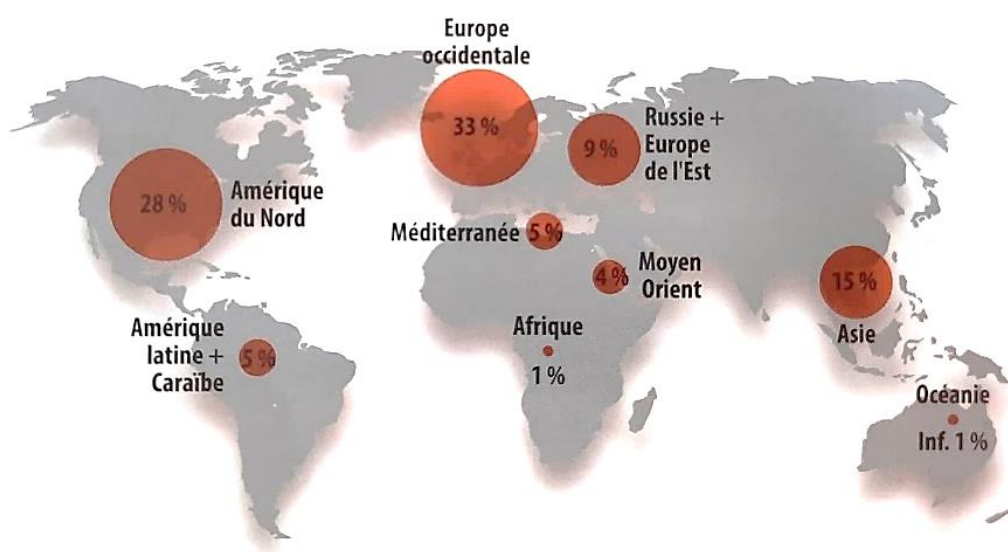 Europe
occidentale
33 %
Russie +
Europe
de l'Est
9 %
28 %
Amérique
du Nord
Méditerranée
5 %
4 %
Moyen
Orient
15 %
Asie
Amérique
latine +
Caraïbe
5 %
Afrique
1 %
Océanie
Inf. 1 %